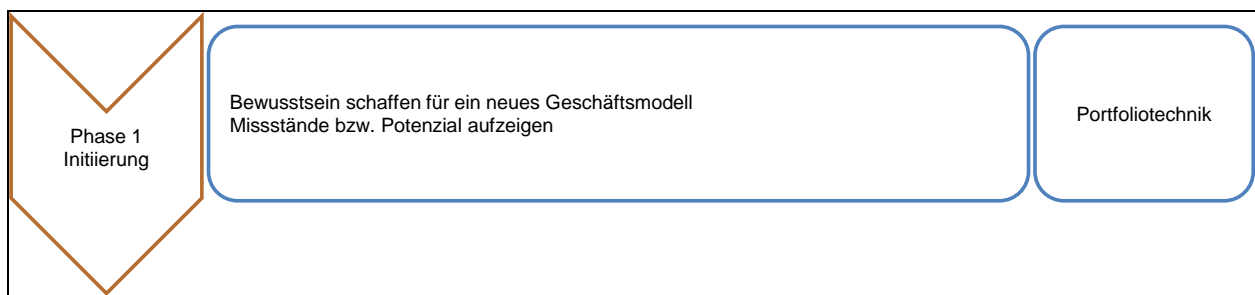 Phase 1
Initiierung
Bewusstsein schaffen für ein neues Geschäftsmodell
Missstände bzw. Potenzial aufzeigen
Portfoliotechnik